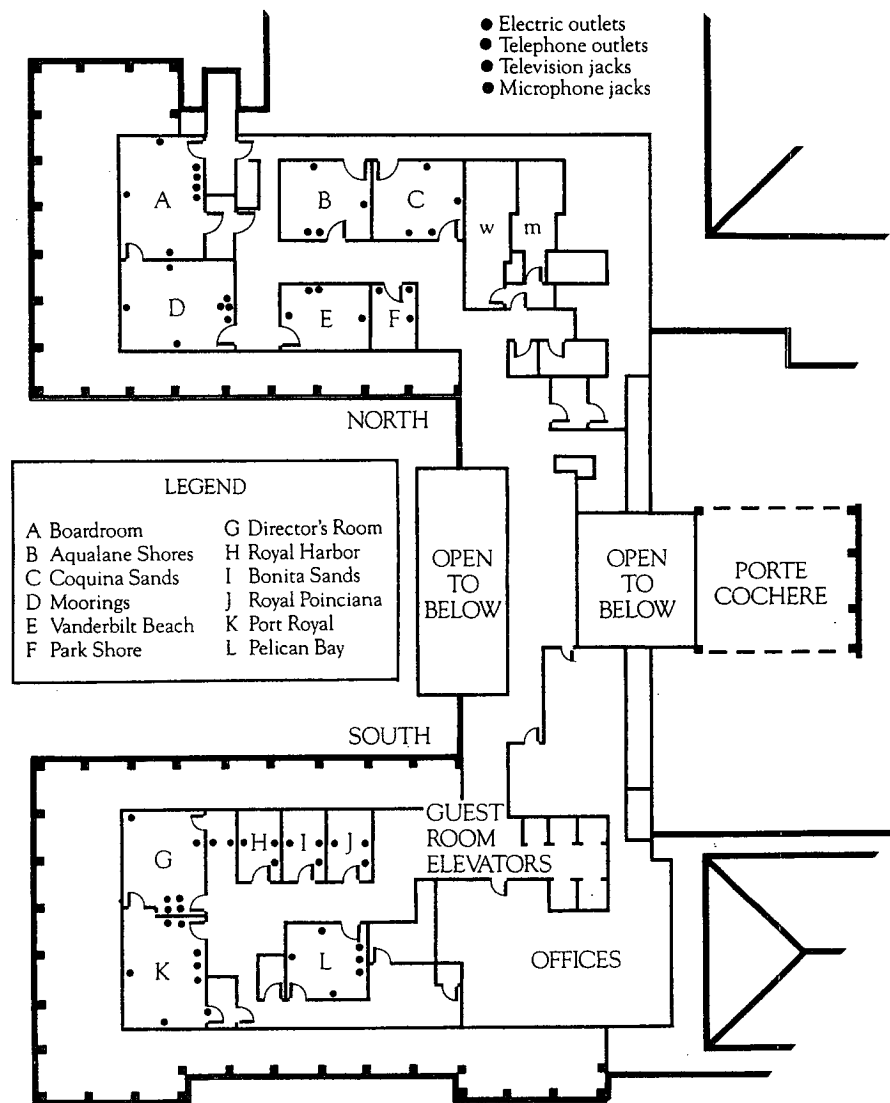 Electric outlets
Telephone outlets
Television jacks
Microphone jacks
A
B
C
w
m
D
E
F
NORTH
LEGEND
A Boardroom
B Aqualane Shores
C Coquina Sands
D Moorings
E Vanderbilt Beach
F Park Shore
G Director's Room
H Royal Harbor
I Bonita Sands
J Royal Poinciana
K Port Royal
L Pelican Bay
OPEN
TO
BELOW
OPEN
TO
BELOW
PORTE
COCHERE
SOUTH
GUEST
ROOM
ELEVATORS
G
H
I
J
K
L
OFFICES